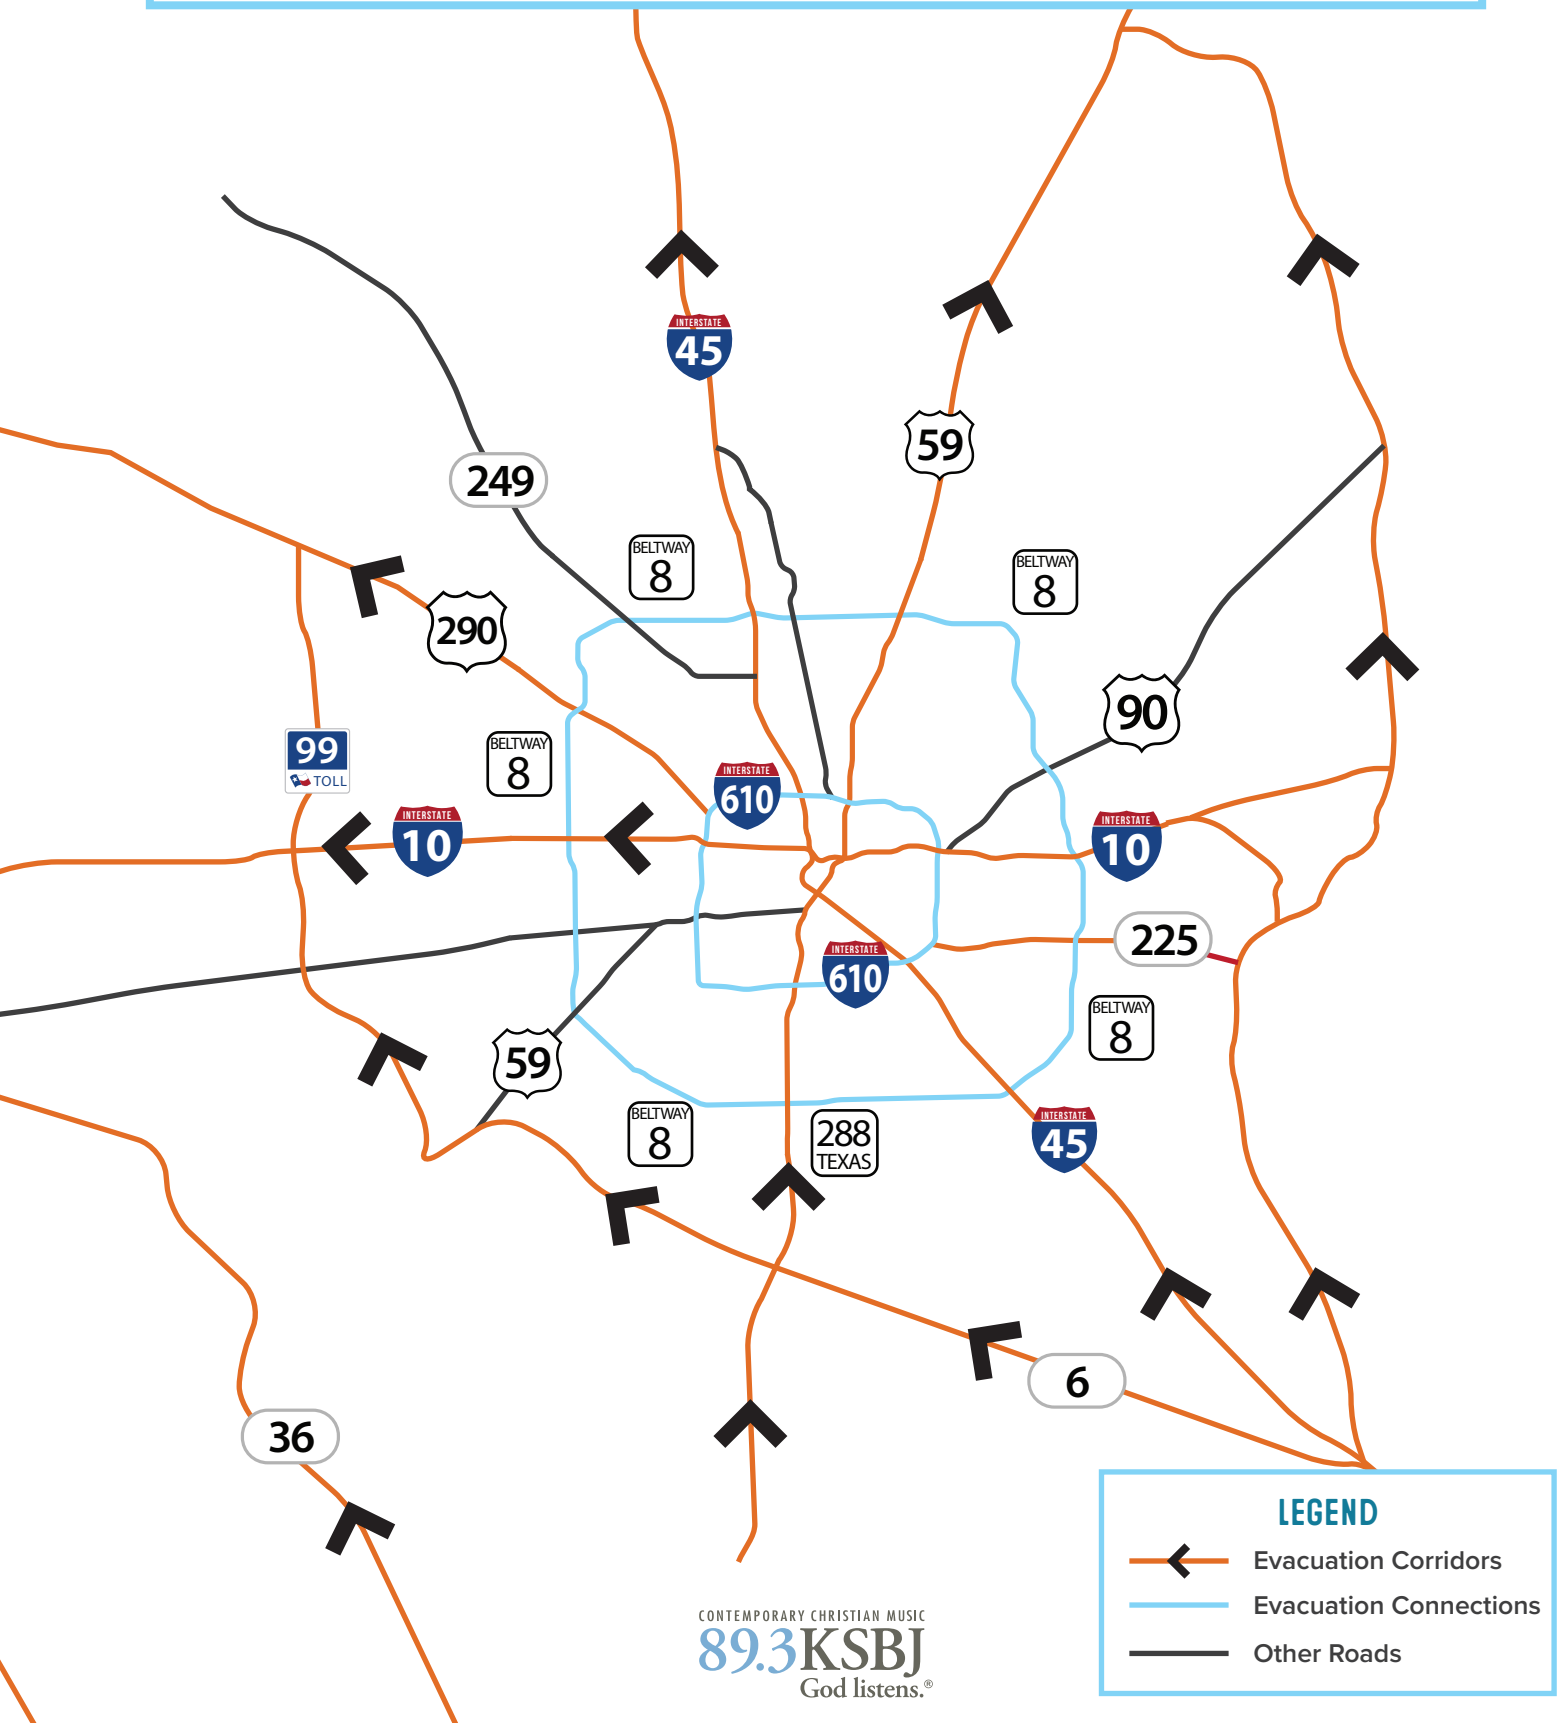 INTERSTATE
45
59
249
BELTWAY
8
BELTWAY
8
290
90
99
TOLL
BELTWAY
8
INTERSTATE
610
INTERSTATE
10
INTERSTATE
10
225
INTERSTATE
610
BELTWAY
8
59
BELTWAY
8
288
TEXAS
INTERSTATE
45
6
36
LEGEND
Evacuation Corridors
Evacuation Connections
Other Roads
CONTEMPORARY CHRISTIAN MUSIC
89.3 KSBJ
God listens.®